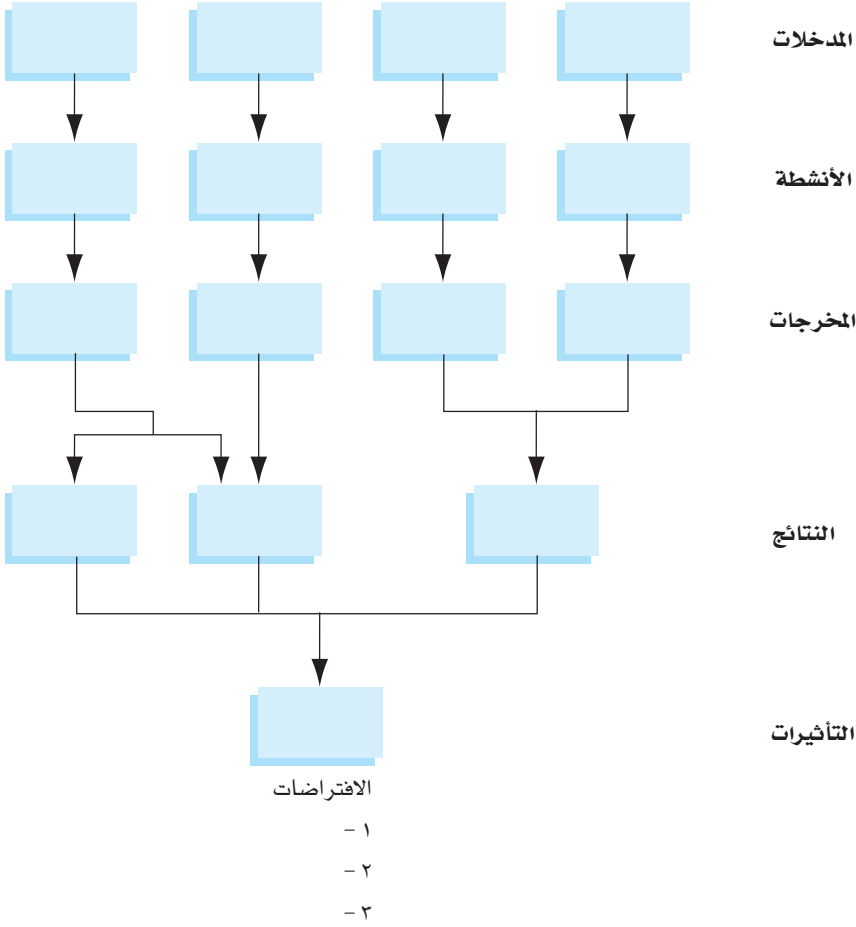 المدخلات
الأنشطة
المخرجات
النتائج
التأثيرات
الافتراضات
١ –
٢ –
٣ –